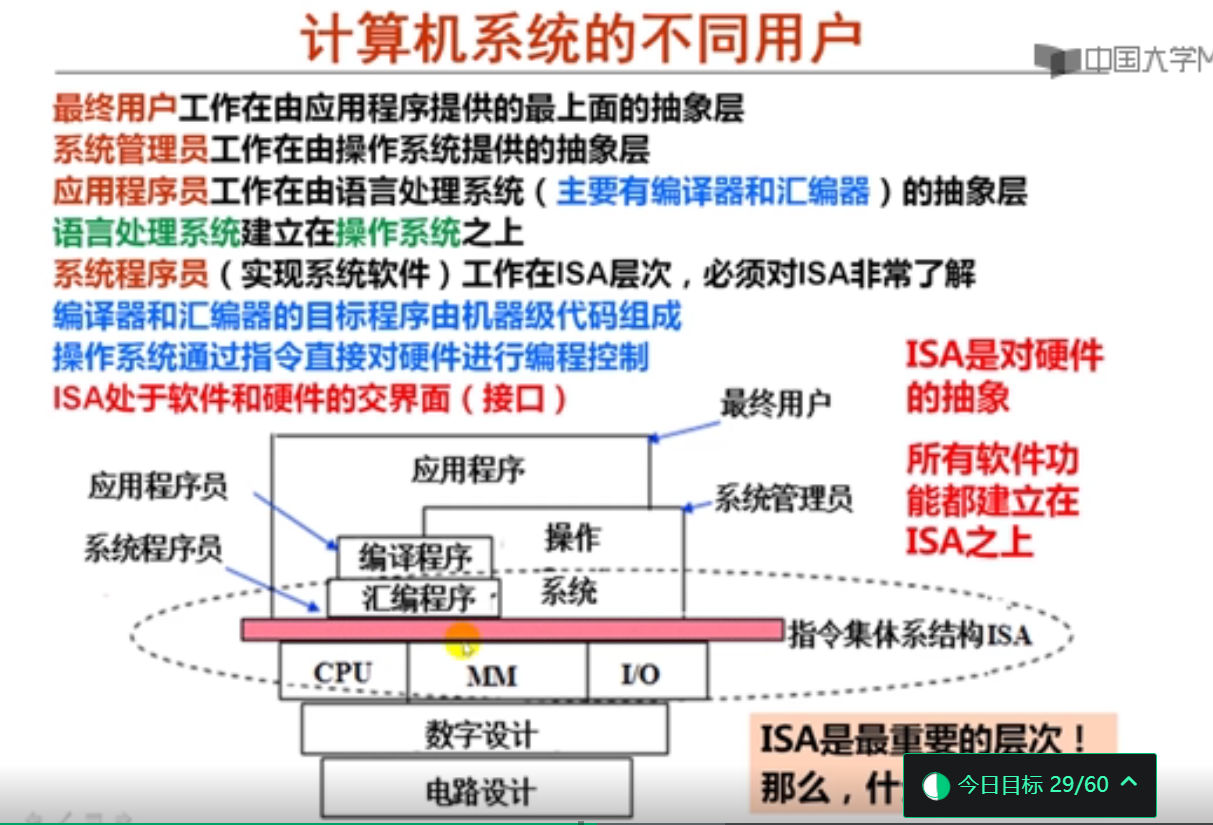 计算机系统的不同用户
中国大学M
最终用户工作在由应用程序提供的最上面的抽象层
系统管理员工作在由操作系统提供的抽象层
应用程序员工作在由语言处理系统（主要有编译器和汇编器）的抽象层
语言处理系统建立在操作系统之上
系统程序员（实现系统软件）工作在ISA层次，必须对ISA非常了解
编译器和汇编器的目标程序由机器级代码组成
操作系统通过指令直接对硬件进行编程控制
ISA处于软件和硬件的交界面（接口）
ISA是对硬件
的抽象
所有软件功
能都建立在
ISA之上
最终用户
应用程序
应用程序员
系统管理员
操作
系统程序员
编译程序
系统
汇编程序
指令集体系结构ISA
CPU
MM
I/O
数字设计
电路设计
ISA是最重要的层次！
那么，什
今日目标 29/60